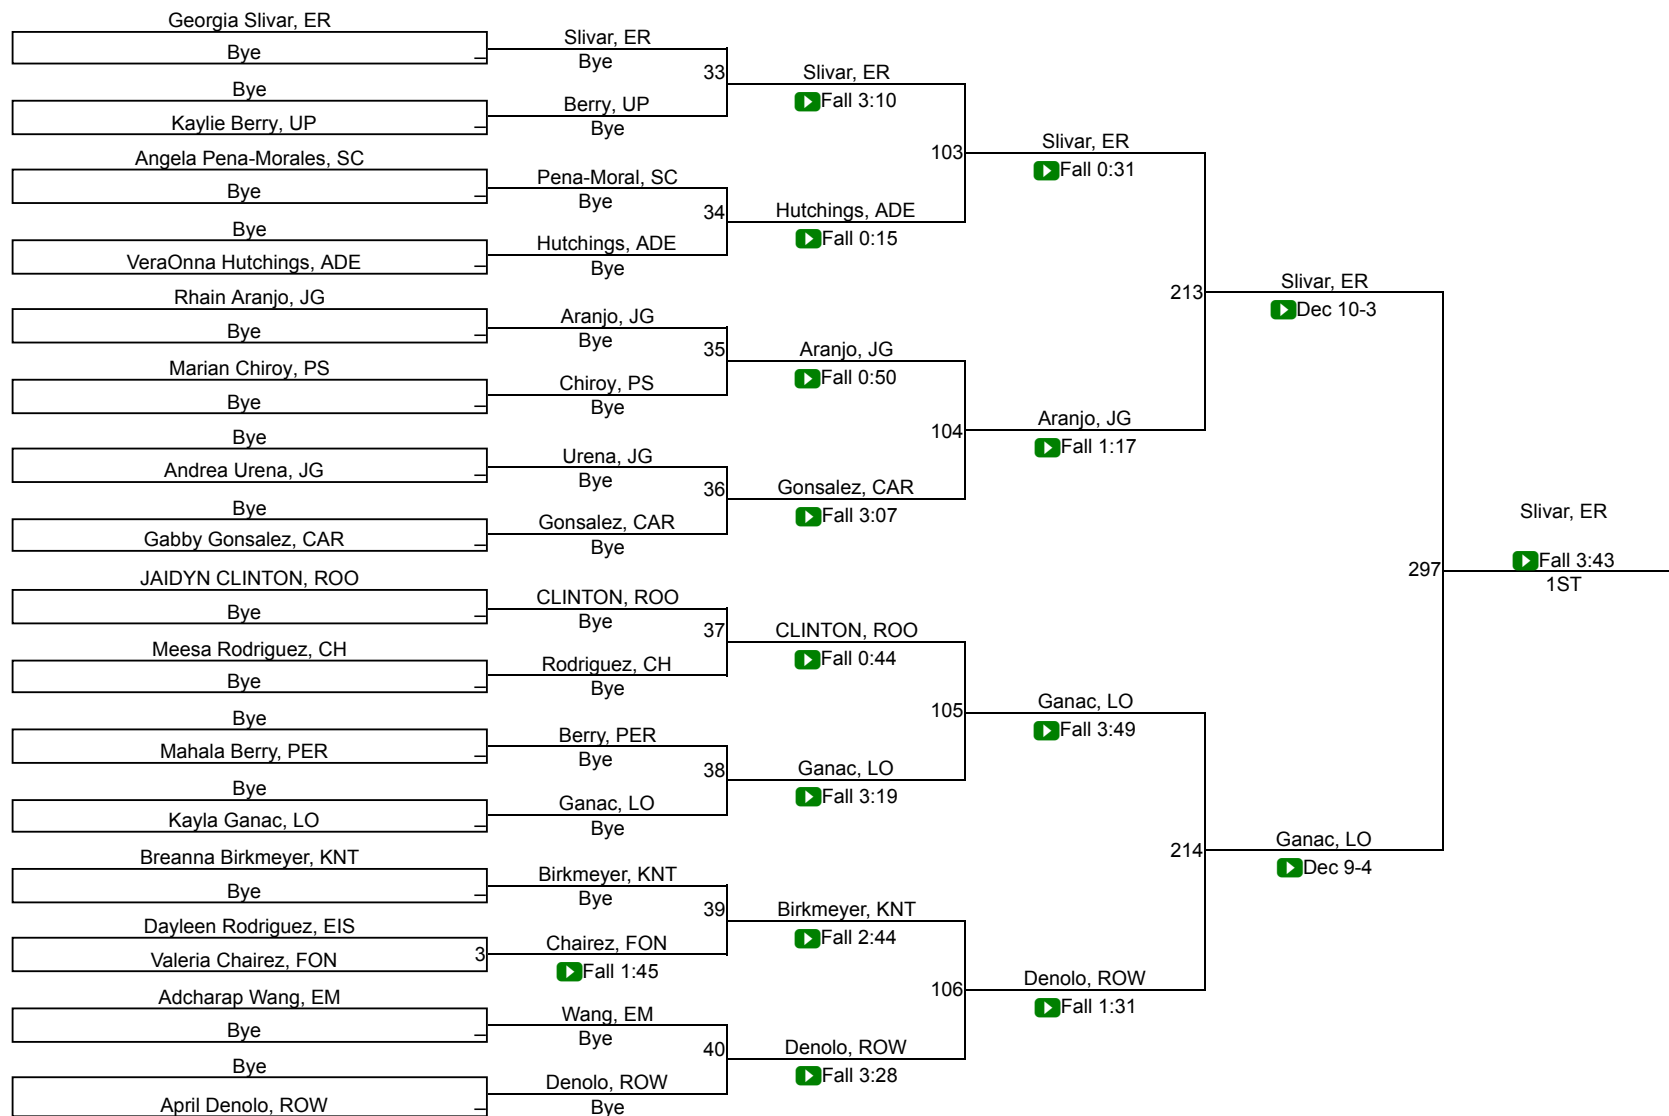 Georgia Slivar, ER
Bye
Bye
Kaylie Berry, UP
Angela Pena-Morales, SC
Bye
Bye
VeraOnna Hutchings, ADE
Rhain Aranjo, JG
Bye
Marian Chiroy, PS
Bye
Bye
Andrea Urena, JG
Bye
Gabby Gonsalez, CAR
JAIDYN CLINTON, ROO
Bye
Meesa Rodriguez, CH
Bye
Bye
Mahala Berry, PER
Bye
Kayla Ganac, LO
Breanna Birkmeyer, KNT
Bye
Dayleen Rodriguez, EIS
Valeria Chairez, FON
3
Adcharap Wang, EM
Bye
Bye
April Denolo, ROW
Slivar, ER
Bye
33
Berry, UP
Bye
Pena-Moral, SC
Bye
34
Hutchings, ADE
Bye
Aranjo, JG
Bye
35
Chiroy, PS
Bye
Urena, JG
Bye
36
Gonsalez, CAR
Bye
CLINTON, ROO
Bye
37
Rodriguez, CH
Bye
Berry, PER
Bye
38
Ganac, LO
Bye
Birkmeyer, KNT
Bye
39
Chairez, FON
Fall 1:45
Wang, EM
Bye
40
Denolo, ROW
Bye
Slivar, ER
Fall 3:10
103
Hutchings, ADE
Fall 0:15
Aranjo, JG
Fall 0:50
104
Gonsalez, CAR
Fall 3:07
CLINTON, ROO
Fall 0:44
105
Ganac, LO
Fall 3:19
Birkmeyer, KNT
Fall 2:44
106
Denolo, ROW
Fall 3:28
Slivar, ER
Fall 0:31
213
Aranjo, JG
Fall 1:17
Ganac, LO
Fall 3:49
214
Denolo, ROW
Fall 1:31
Slivar, ER
Dec 10-3
297
Ganac, LO
Dec 9-4
Slivar, ER
Fall 3:43
1ST